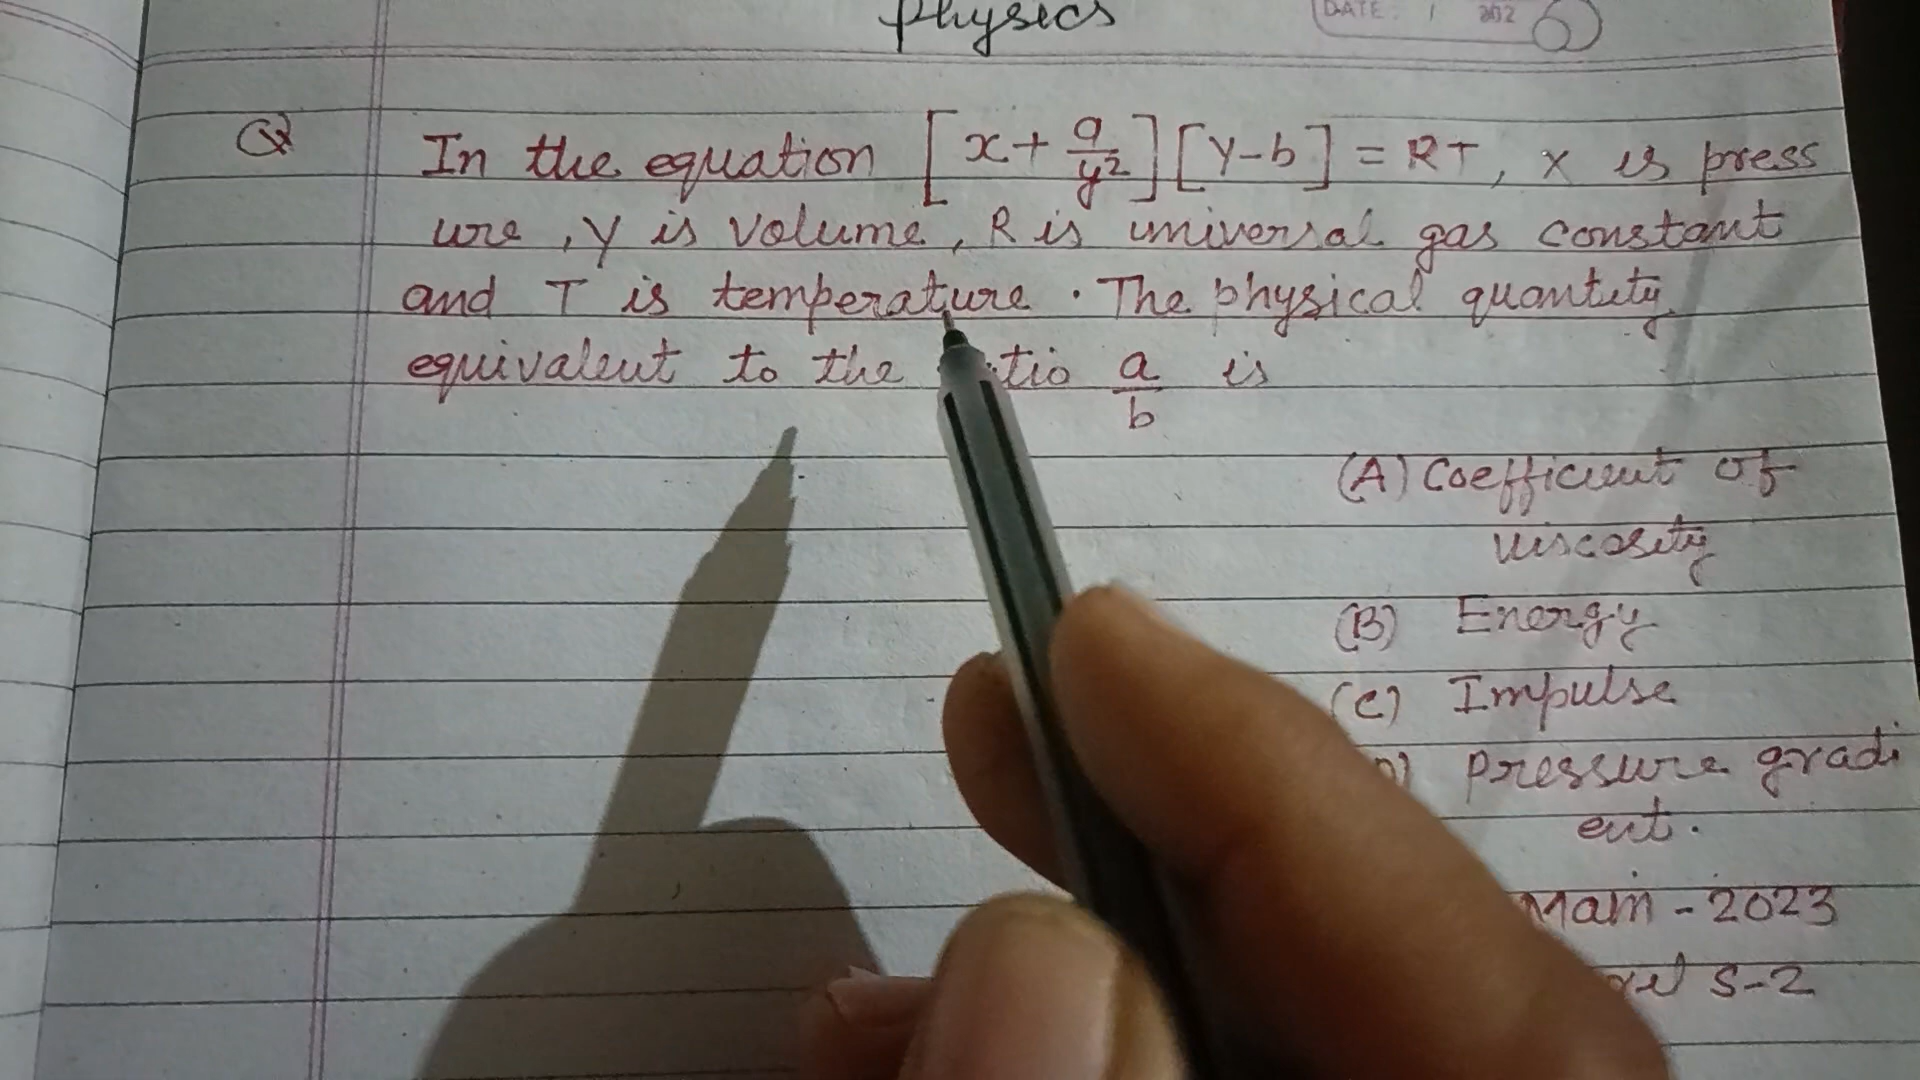 Physics
DATE: / 202
Q In the equation [x + a/y²] [Y-b] = RT, X is press
ure, Y is volume, R is universal gas constant
and T is temperature. The physical quantity
equivalent to the a/b is
(A) Coefficient of
viscosity
(B) Energy
(C) Impulse
Pressure gradi
ent.
Main - 2023
S-2